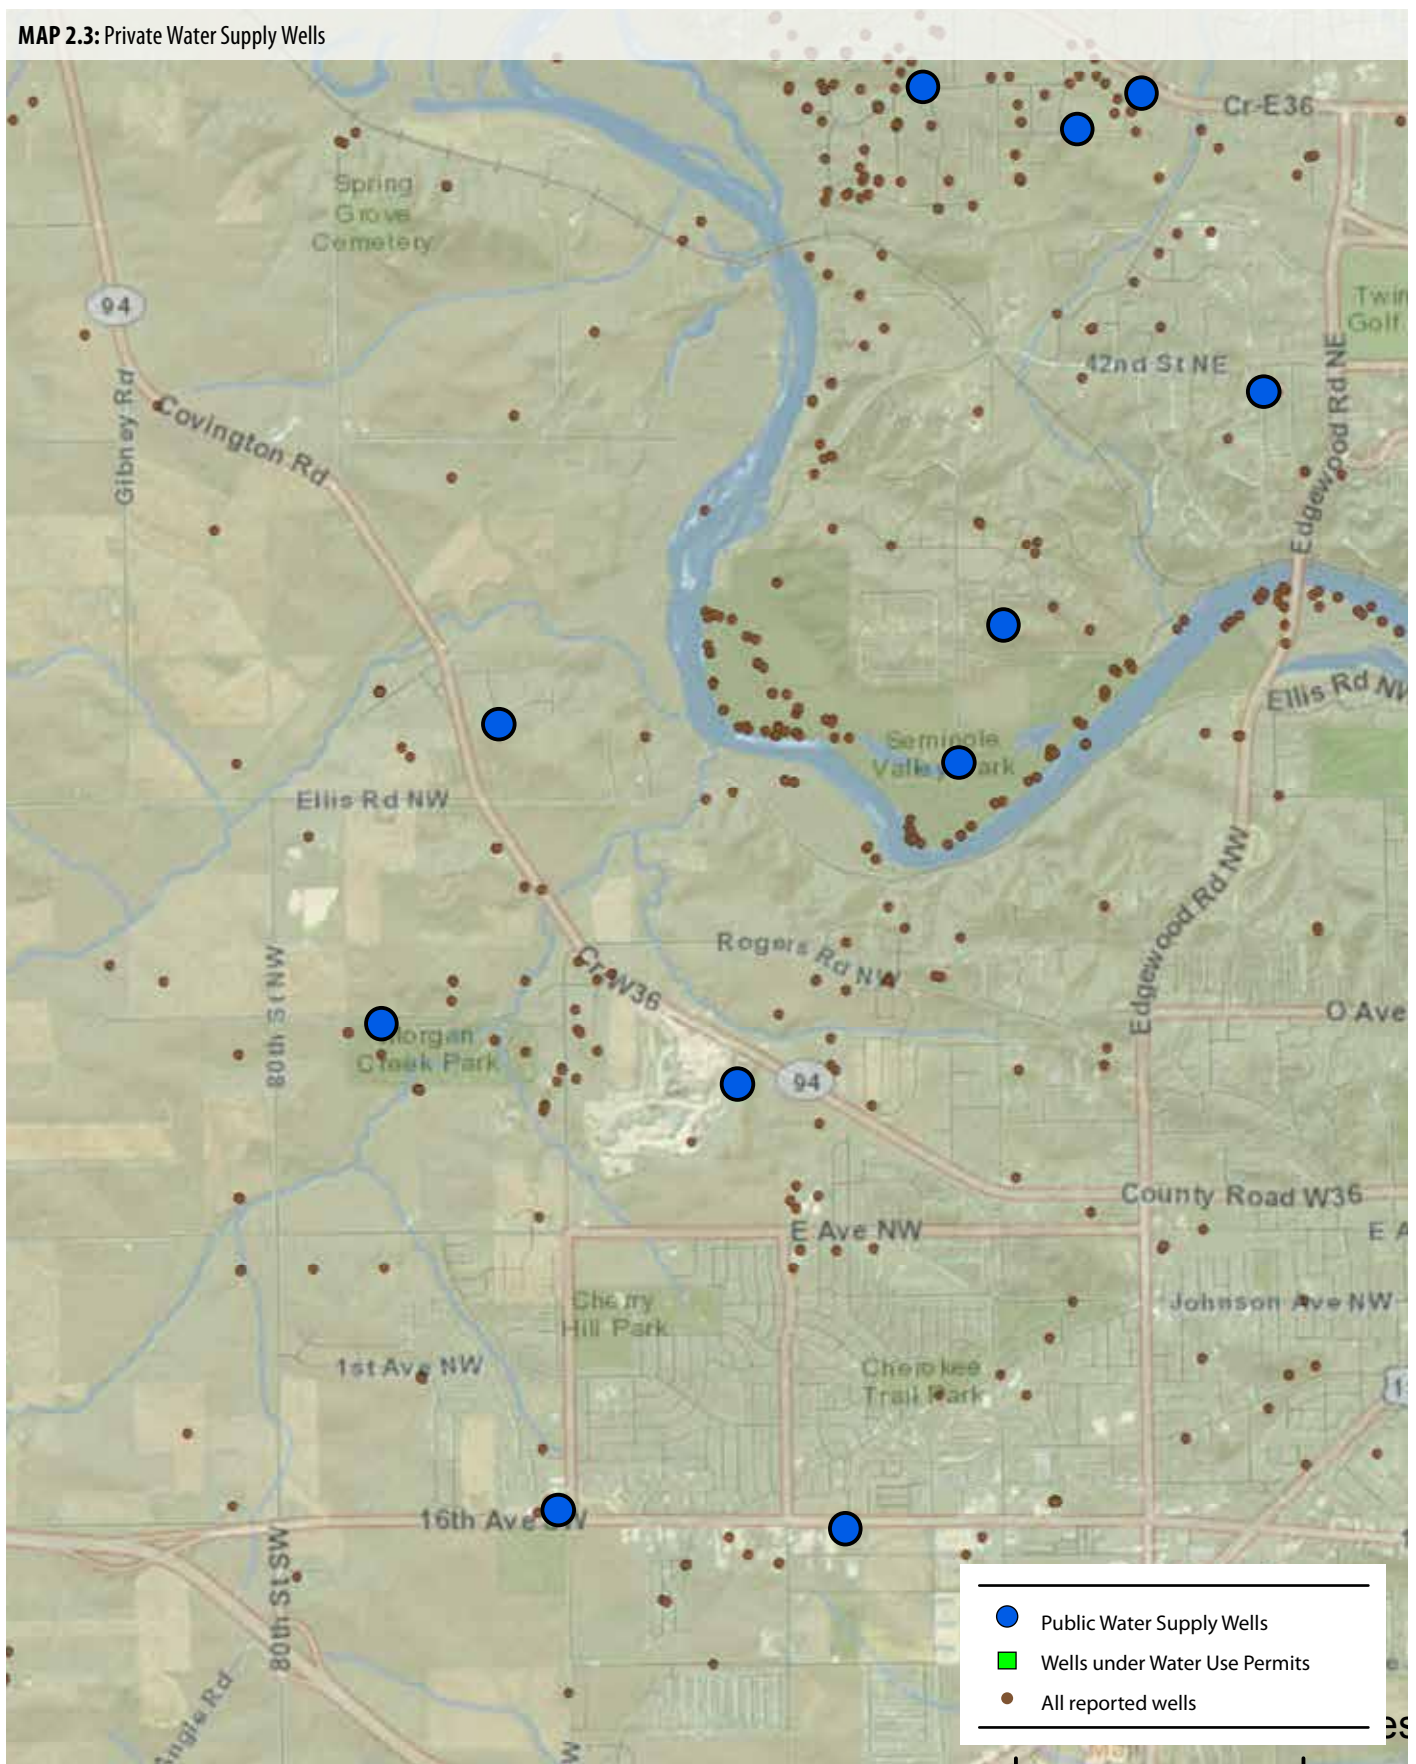 MAP 2.3: Private Water Supply Wells
Cr-E36
Spring
Grove
Cemetery
94
Twin
Golf
42nd St NE
Edgewood Rd NE
Gibney Rd
Covington Rd
Ellis Rd NW
Seminole
Valley Park
Ellis Rd NW
Edgewood Rd NW
Rogers Rd NW
Cr-W36
80th St NW
O Ave
Morgan
Creek Park
94
County Road W36
E Ave NW
E A
Cherry
Hill Park
Johnson Ave NW
1st Ave NW
Cherokee
Trail Park
16th Ave SW
80th St SW
Angle Rd
W
Public Water Supply Wells
Wells under Water Use Permits
All reported wells
es